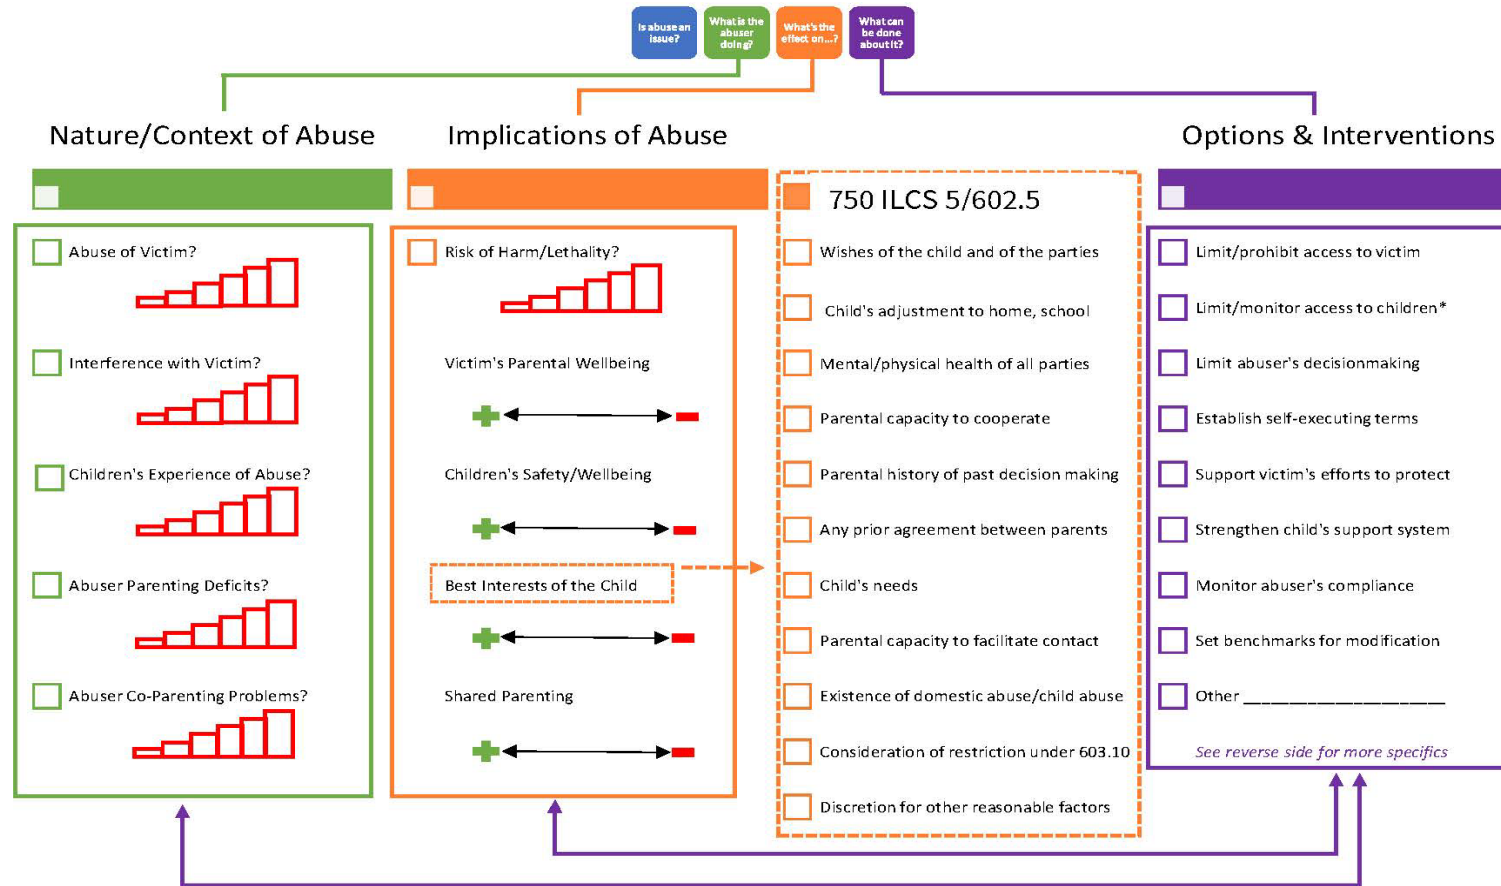 Is abuse an
issue?
What is the
abuser
doing?
What's the
effect on...?
What can
be done
about it?
Nature/Context of Abuse
Implications of Abuse
Options & Interventions
Abuse of Victim?
Interference with Victim?
Children's Experience of Abuse?
Abuser Parenting Deficits?
Abuser Co-Parenting Problems?
Risk of Harm/Lethality?
Victim's Parental Wellbeing
Children's Safety/Wellbeing
Best Interests of the Child
Shared Parenting
750 ILCS 5/602.5
Wishes of the child and of the parties
Child's adjustment to home, school
Mental/physical health of all parties
Parental capacity to cooperate
Parental history of past decision making
Any prior agreement between parents
Child's needs
Parental capacity to facilitate contact
Existence of domestic abuse/child abuse
Consideration of restriction under 603.10
Discretion for other reasonable factors
Limit/prohibit access to victim
Limit/monitor access to children*
Limit abuser's decisionmaking
Establish self-executing terms
Support victim's efforts to protect
Strengthen child's support system
Monitor abuser's compliance
Set benchmarks for modification
Other ______________________
See reverse side for more specifics